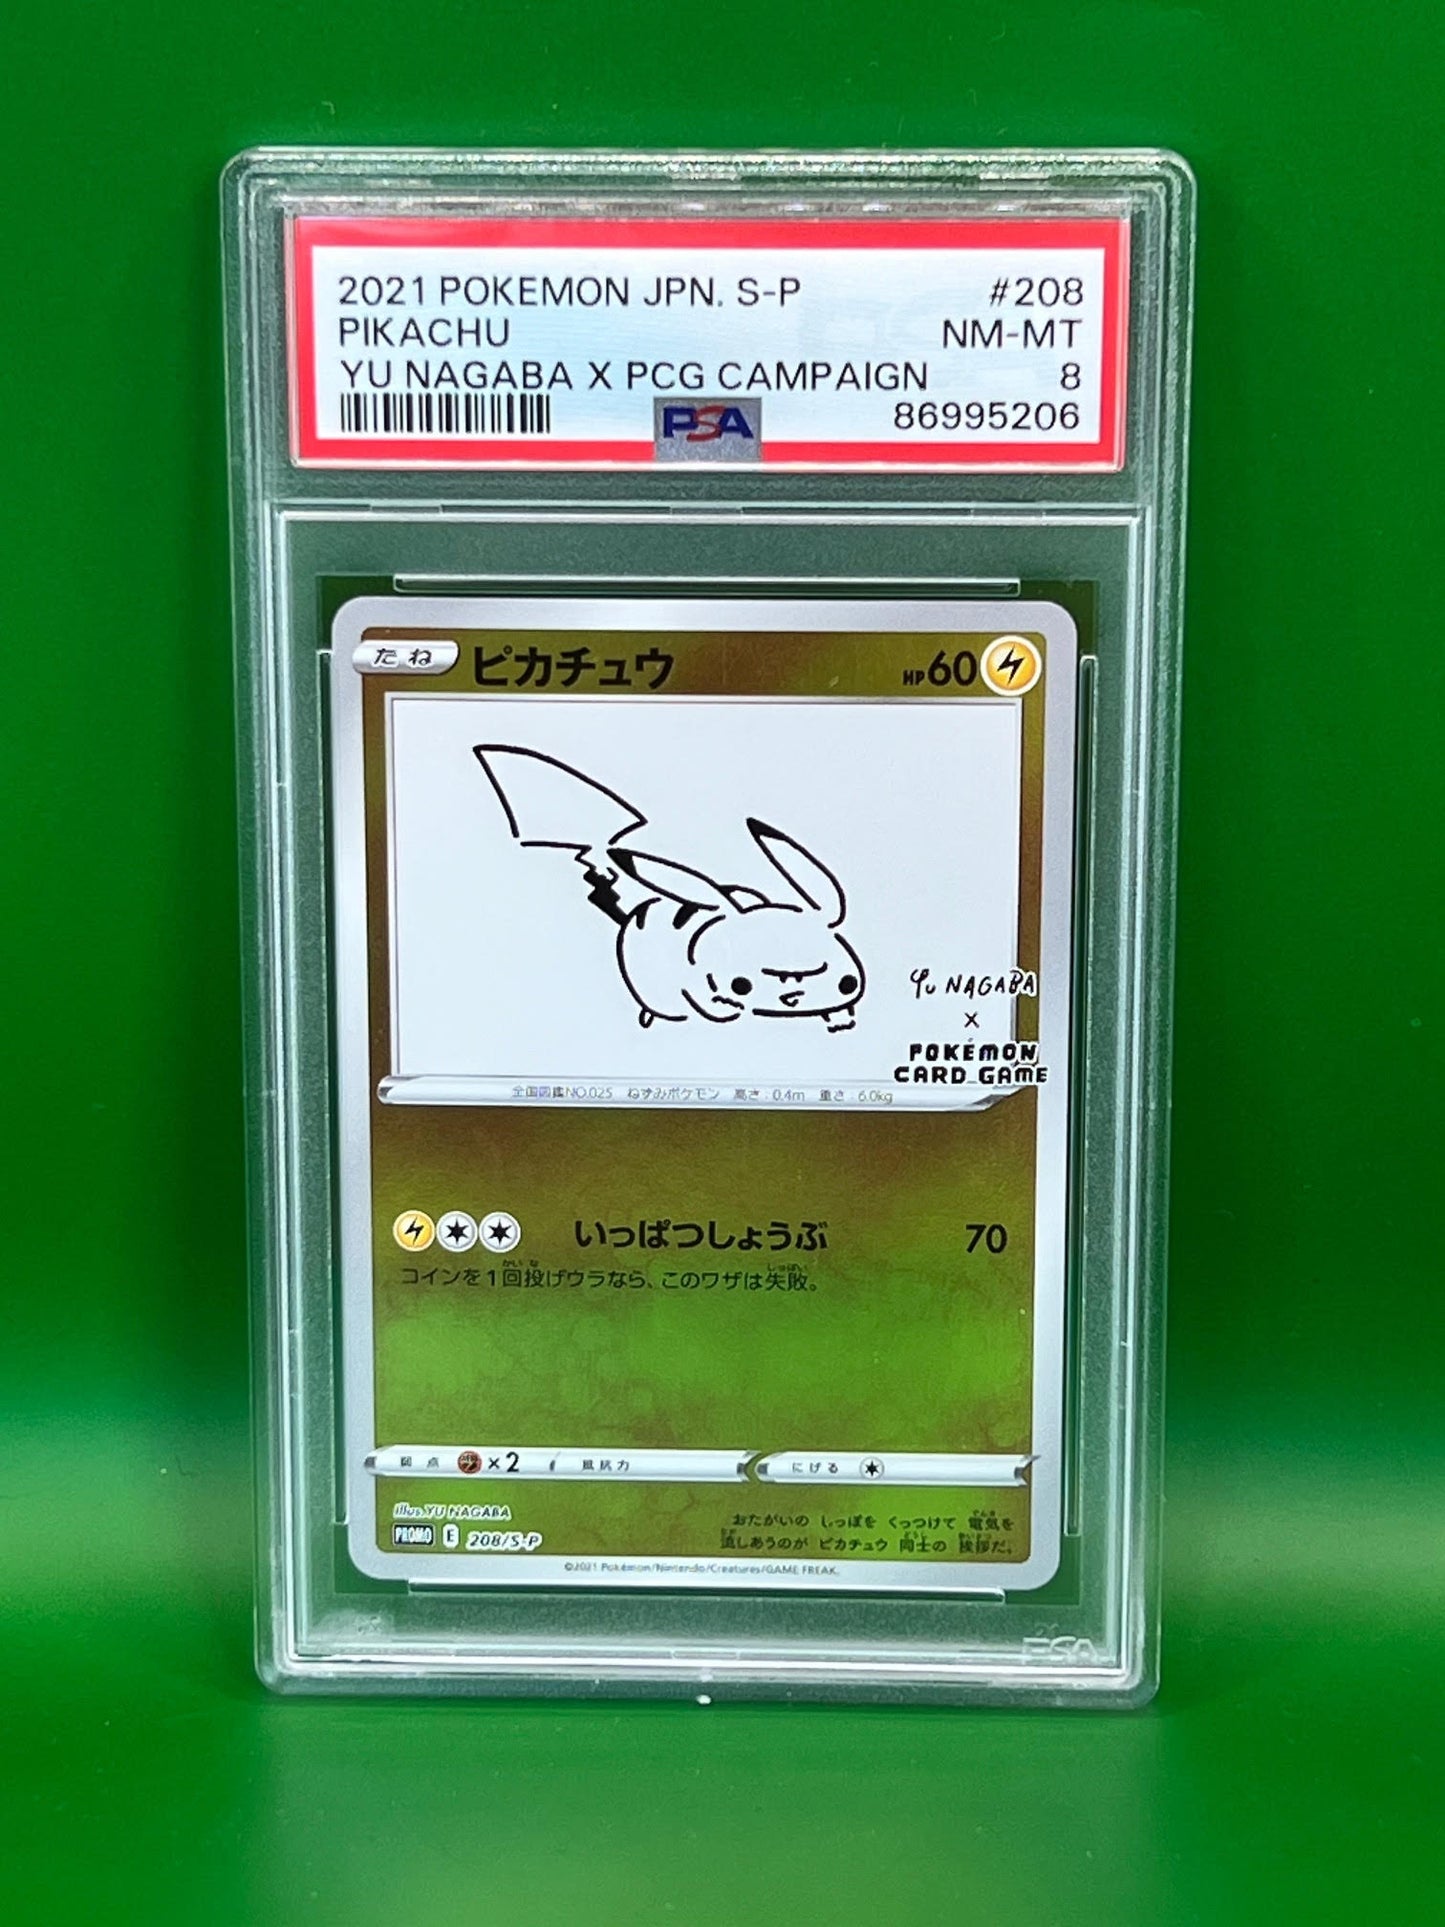 2021 POKEMON JPN. S-P #208
PIKACHU NM-MT
YU NAGABA X PCG CAMPAIGN 8
PSA 86995206
たね ピカチュウ HP60
YU NAGABA
X
POKÉMON
CARD GAME
全国図鑑NO.025 ねずみポケモン 高さ:0.4m 重さ:6.0kg
いっぱつしょうぶ 70
コインを1回投げウラなら、このワザは失敗。
弱点 ×2 抵抗力 にげる
illus.YU NAGABA
PROMO E 208/S-P
おたがいの しっぽを くっつけて 電気を
流しあうのが ピカチュウ 同士の 挨拶だ。
©2021 Pokémon/Nintendo/Creatures/GAME FREAK.
PSA